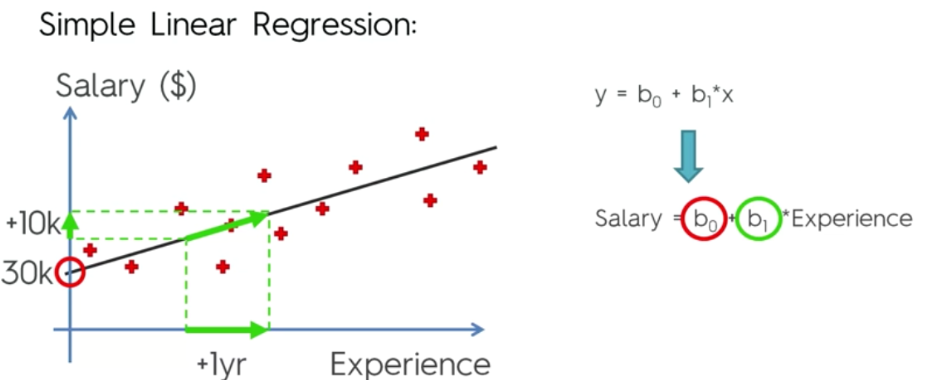 Simple Linear Regression:
Salary ($)
+10k
30k
+1yr
Experience
y = b₀ + b₁*x
Salary = b₀ + b₁ *Experience